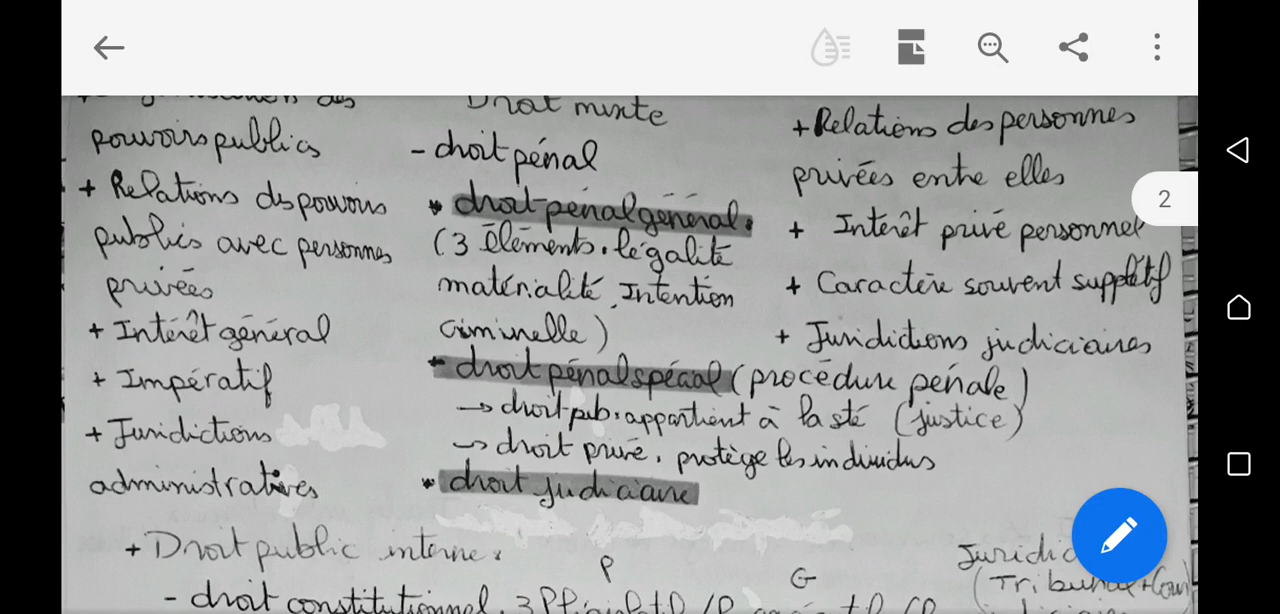 des
pouvoirs publics
+ Relations ds pouvoirs
publics avec personnes
privées
+ Intérêt général
+ Impératif
+ Juridictions
administratives
Droit mixte
- droit pénal
* droit pénal général.
(3 éléments. légalité
matérialité, Intention
criminelle)
* droit pénal spécial (procédure pénale)
→ droit pub. appartient à la sté (justice)
→ droit privé. protège les individus
* droit judiciaire
+ Relations des personnes
privées entre elles
+ Intérêt privé personnel
+ Caractère souvent supplétif
+ Juridictions judiciaires
2
+ Droit public interne.
P
G
- droit constitutionnel. 3
Juridic
(Tribunal+Cour)